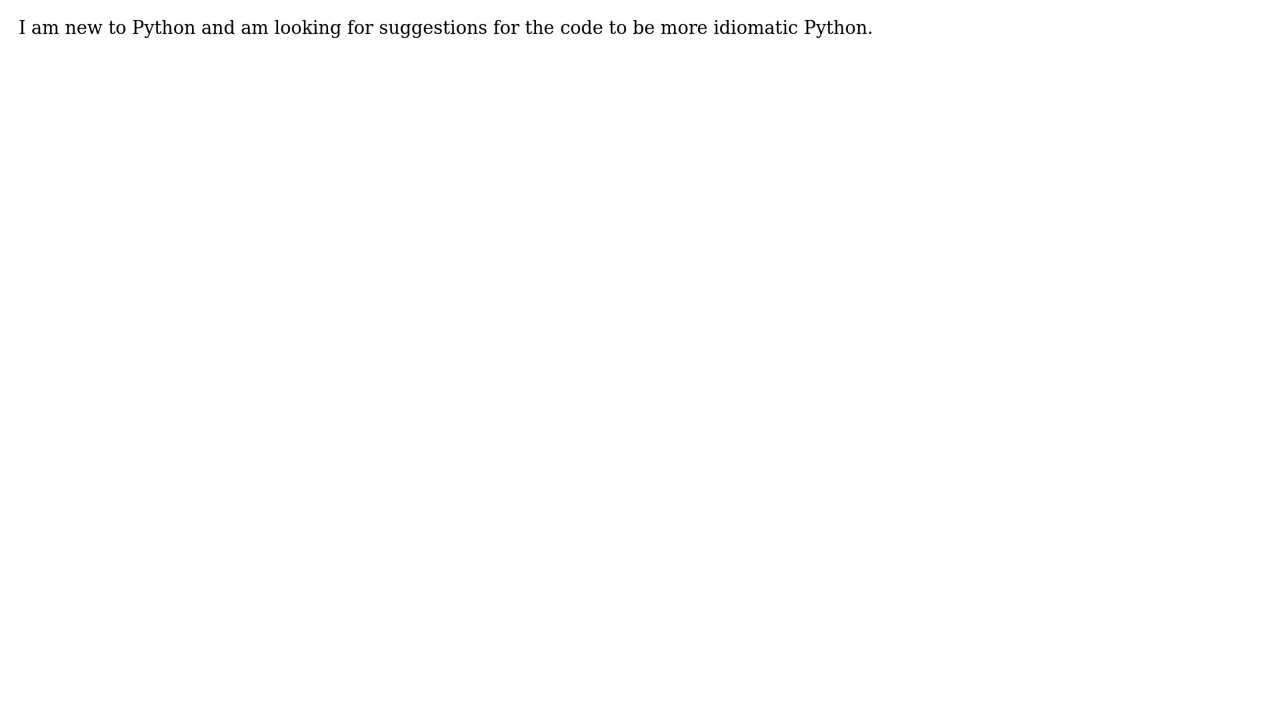 I am new to Python and am looking for suggestions for the code to be more idiomatic Python.